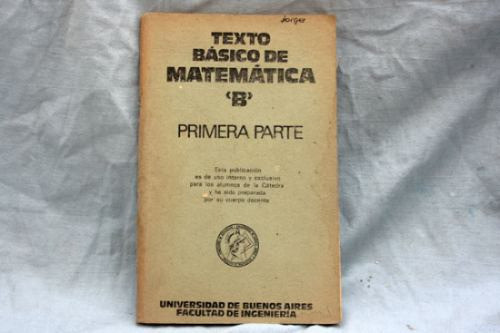 Jorge
TEXTO
BÁSICO DE
MATEMÁTICA
‹B›
PRIMERA PARTE
Esta publicación
es de uso interno y exclusivo
para los alumnos de la Cátedra
y ha sido preparada
por su cuerpo docente
UNIVERSIDAD DE BUENOS AIRES
FACULTAD DE INGENIERÍA